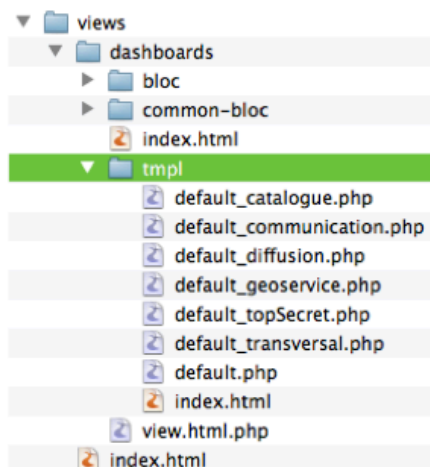 views
dashboards
bloc
common-bloc
index.html
tmpl
default_catalogue.php
default_communication.php
default_diffusion.php
default_geoservice.php
default_topSecret.php
default_transversal.php
default.php
index.html
view.html.php
index.html